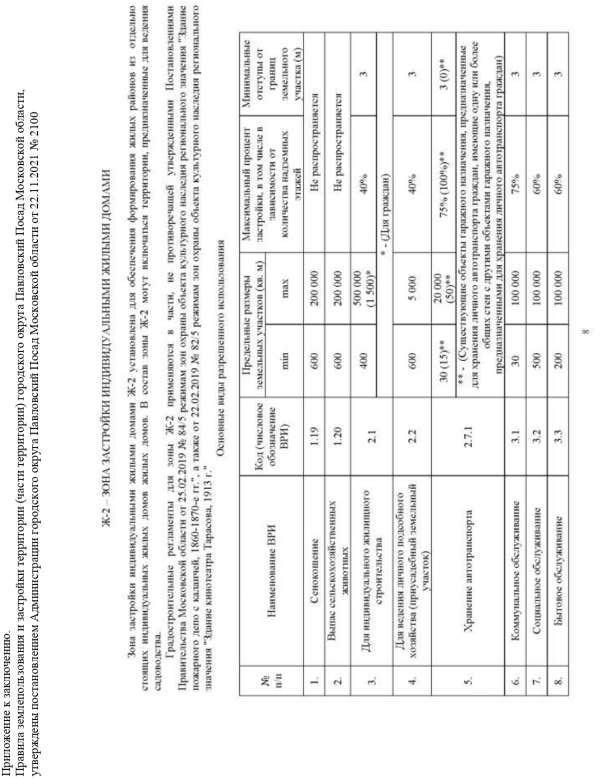 Приложение к заключению.
Правила землепользования и застройки территории (части территории) городского округа Павловский Посад Московской области,
утверждены постановлением Администрации городского округа Павловский Посад Московской области от 22.11.2021 № 2100
Ж-2 – ЗОНА ЗАСТРОЙКИ ИНДИВИДУАЛЬНЫМИ ЖИЛЫМИ ДОМАМИ
Зона застройки индивидуальными жилыми домами Ж-2 установлена для обеспечения формирования жилых районов из отдельно
стоящих индивидуальных жилых домов жилых домов. В состав зоны Ж-2 могут включаться территории, предназначенные для ведения
садоводства.
Градостроительные регламенты для зоны Ж-2 применяются в части, не противоречащей утвержденными Постановлениями
Правительства Московской области от 25.02.2019 № 84/5 режимам зон охраны объекта культурного наследия регионального значения "Здание
пожарного депо с каланчей, 1860-1870-е гг.", а также от 22.02.2019 № 82/5 режимам зон охраны объекта культурного наследия регионального
значения "Здание кинотеатра Тарасова, 1913 г."
Основные виды разрешенного использования
№ п/п
Наименование ВРИ
Код (числовое обозначение ВРИ)
Предельные размеры земельных участков (кв. м)
min
max
Максимальный процент застройки, в том числе в зависимости от количества надземных этажей
Минимальные отступы от границ земельного участка (м)
1. Сенокошение 1.19 600 200 000 Не распространяется
2. Выпас сельскохозяйственных животных 1.20 600 200 000 Не распространяется
3. Для индивидуального жилищного строительства 2.1 400 500 000 (1 500)* 40% 3
* - (Для граждан)
4. Для ведения личного подсобного хозяйства (приусадебный земельный участок) 2.2 600 5 000 40% 3
5. Хранение автотранспорта 2.7.1 30 (15)** 20 000 (50)** 75% (100%)** 3 (0)**
** - (Существующие объекты гаражного назначения, предназначенные
для хранения личного автотранспорта граждан, имеющие одну или более
общих стен с другими объектами гаражного назначения,
предназначенными для хранения личного автотранспорта граждан)
6. Коммунальное обслуживание 3.1 30 100 000 75% 3
7. Социальное обслуживание 3.2 500 100 000 60% 3
8. Бытовое обслуживание 3.3 200 100 000 60% 3
8